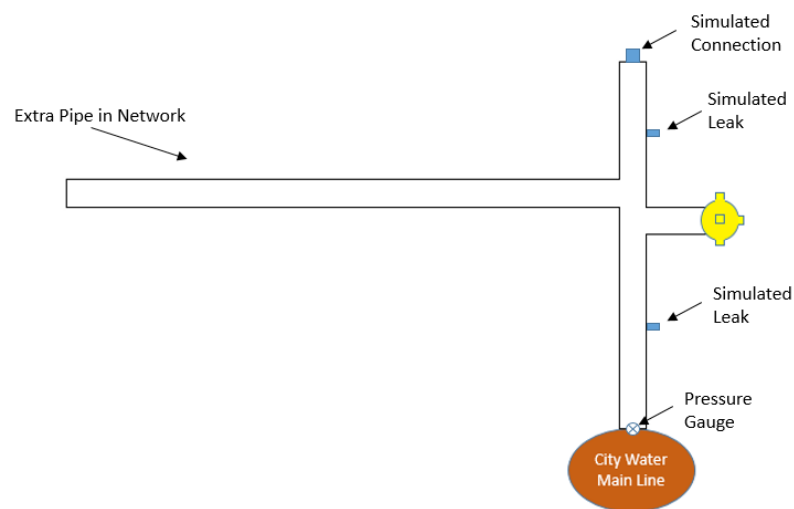 Simulated
Connection
Simulated
Leak
Extra Pipe in Network
Simulated
Leak
Pressure
Gauge
City Water
Main Line